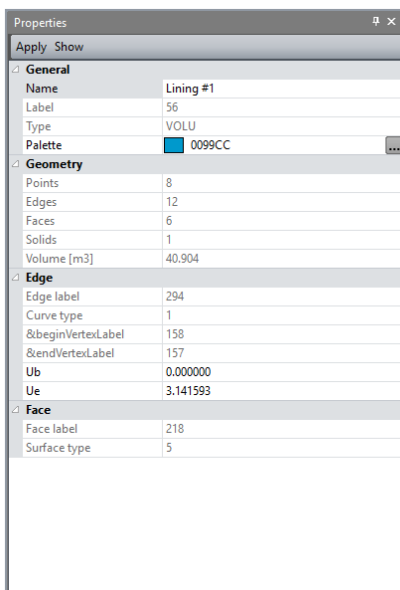 Properties
Apply Show
General
Name Lining #1
Label 56
Type VOLU
Palette 0099CC ...
Geometry
Points 8
Edges 12
Faces 6
Solids 1
Volume [m3] 40.904
Edge
Edge label 294
Curve type 1
&beginVertexLabel 158
&endVertexLabel 157
Ub 0.000000
Ue 3.141593
Face
Face label 218
Surface type 5